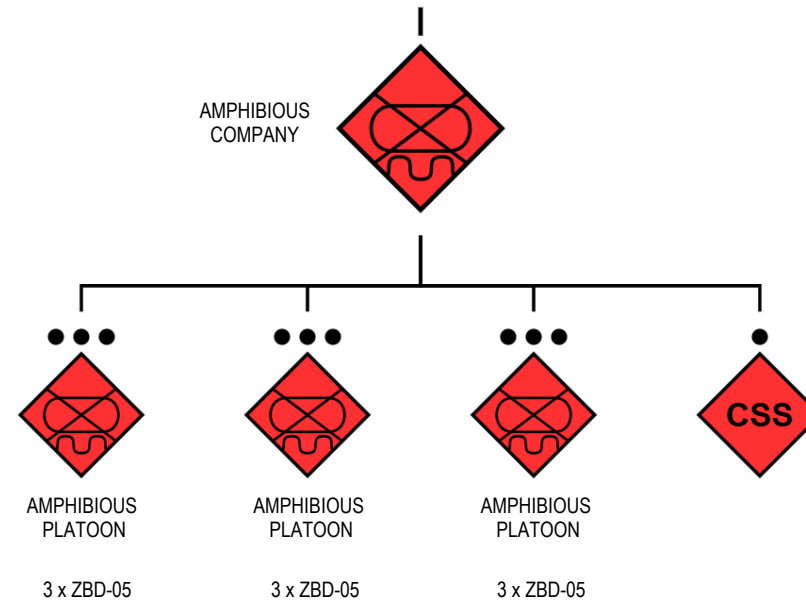 AMPHIBIOUS
COMPANY
CSS
AMPHIBIOUS
PLATOON
AMPHIBIOUS
PLATOON
AMPHIBIOUS
PLATOON
3 x ZBD-05
3 x ZBD-05
3 x ZBD-05